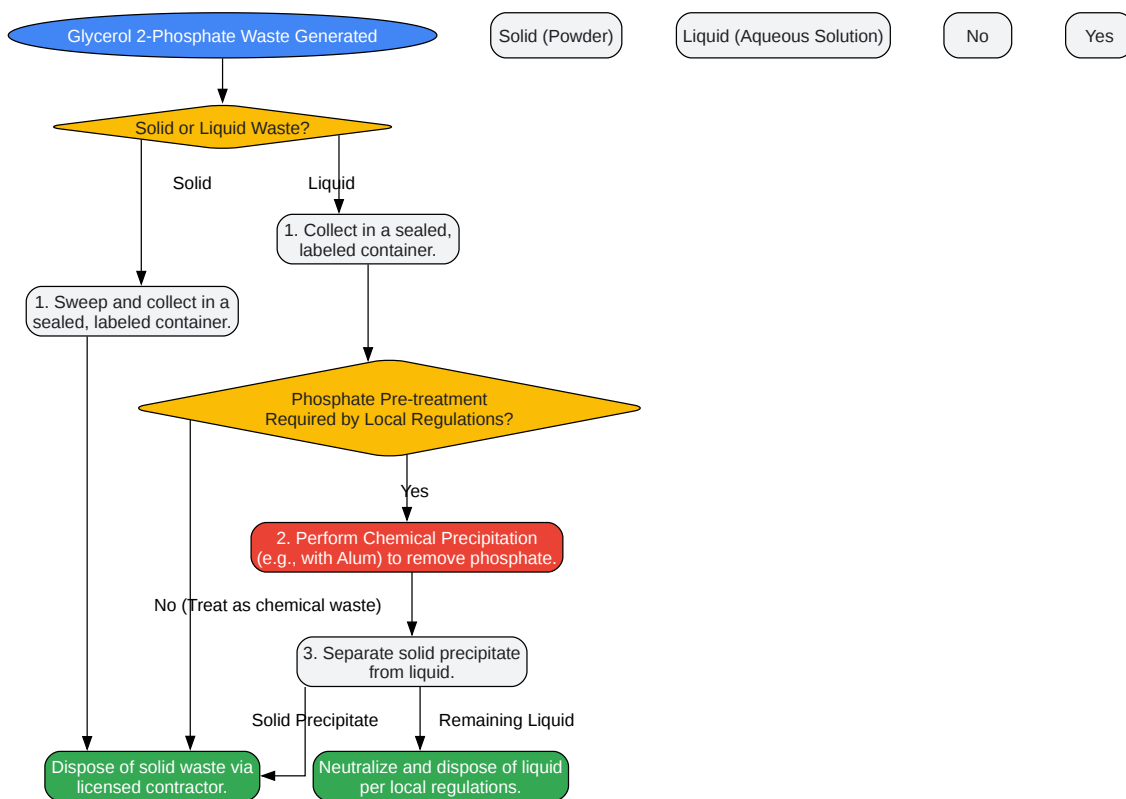 Glycerol 2-Phosphate Waste Generated
Solid (Powder)
Liquid (Aqueous Solution)
No
Yes
Solid or Liquid Waste?
Solid
Liquid
1. Collect in a sealed,
labeled container.
1. Sweep and collect in a
sealed, labeled container.
Phosphate Pre-treatment
Required by Local Regulations?
Yes
2. Perform Chemical Precipitation
(e.g., with Alum) to remove phosphate.
No (Treat as chemical waste)
3. Separate solid precipitate
from liquid.
Solid Precipitate
Remaining Liquid
Dispose of solid waste via
licensed contractor.
Neutralize and dispose of liquid
per local regulations.